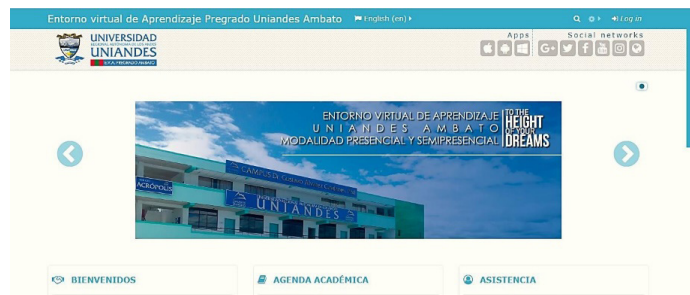 Entorno virtual de Aprendizaje Pregrado Uniandes Ambato English (en) Log in
UNIVERSIDAD
UNIANDES
Apps
Social networks
ENTORNO VIRTUAL DE APRENDIZAJE
UNIANDES AMBATO
MODALIDAD PRESENCIAL Y SEMIPRESENCIAL
TO THE
HEIGHT
OF YOUR
DREAMS
ACRÓPOLIS
UNIANDES
BIENVENIDOS
AGENDA ACADÉMICA
ASISTENCIA